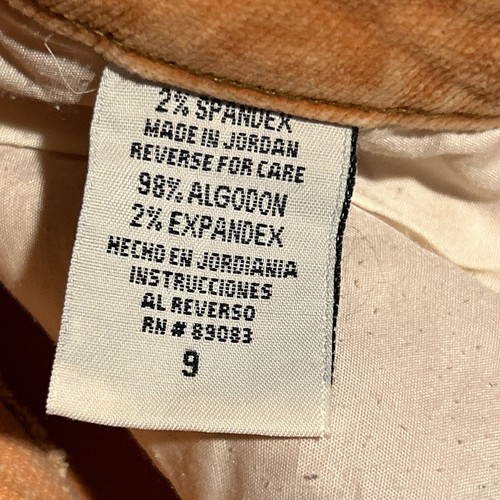 2% SPANDEX
MADE IN JORDAN
REVERSE FOR CARE
98% ALGODON
2% EXPANDEX
HECHO EN JORDIANIA
INSTRUCCIONES
AL REVERSO
RN # 89083
9